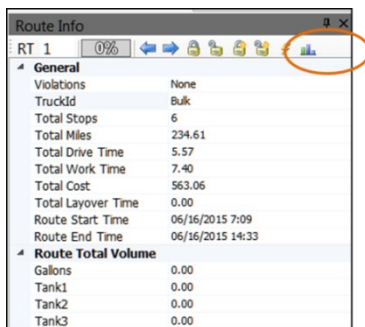 Route Info
RT 1 0%
General
Violations None
TruckId Bulk
Total Stops 6
Total Miles 234.61
Total Drive Time 5.57
Total Work Time 7.40
Total Cost 563.06
Total Layover Time 0.00
Route Start Time 06/16/2015 7:09
Route End Time 06/16/2015 14:33
Route Total Volume
Gallons 0.00
Tank1 0.00
Tank2 0.00
Tank3 0.00